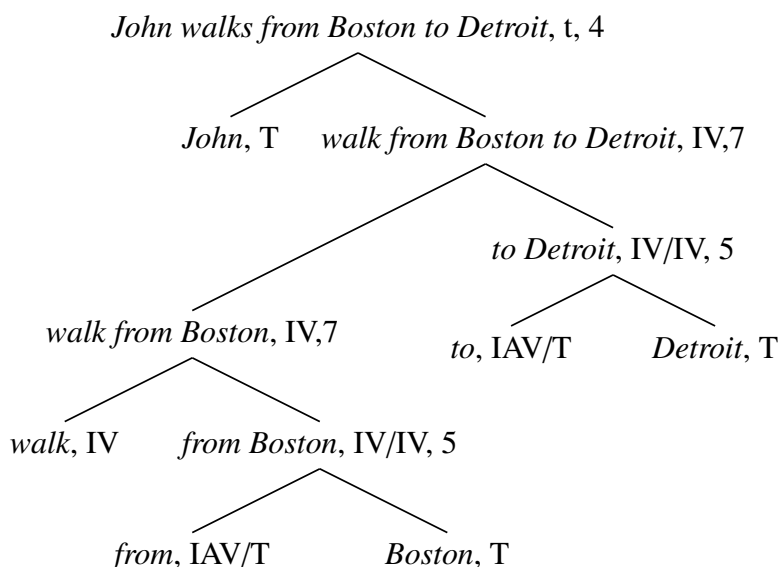 John walks from Boston to Detroit, t, 4
John, T walk from Boston to Detroit, IV,7
to Detroit, IV/IV, 5
walk from Boston, IV,7 to, IAV/T Detroit, T
walk, IV from Boston, IV/IV, 5
from, IAV/T Boston, T